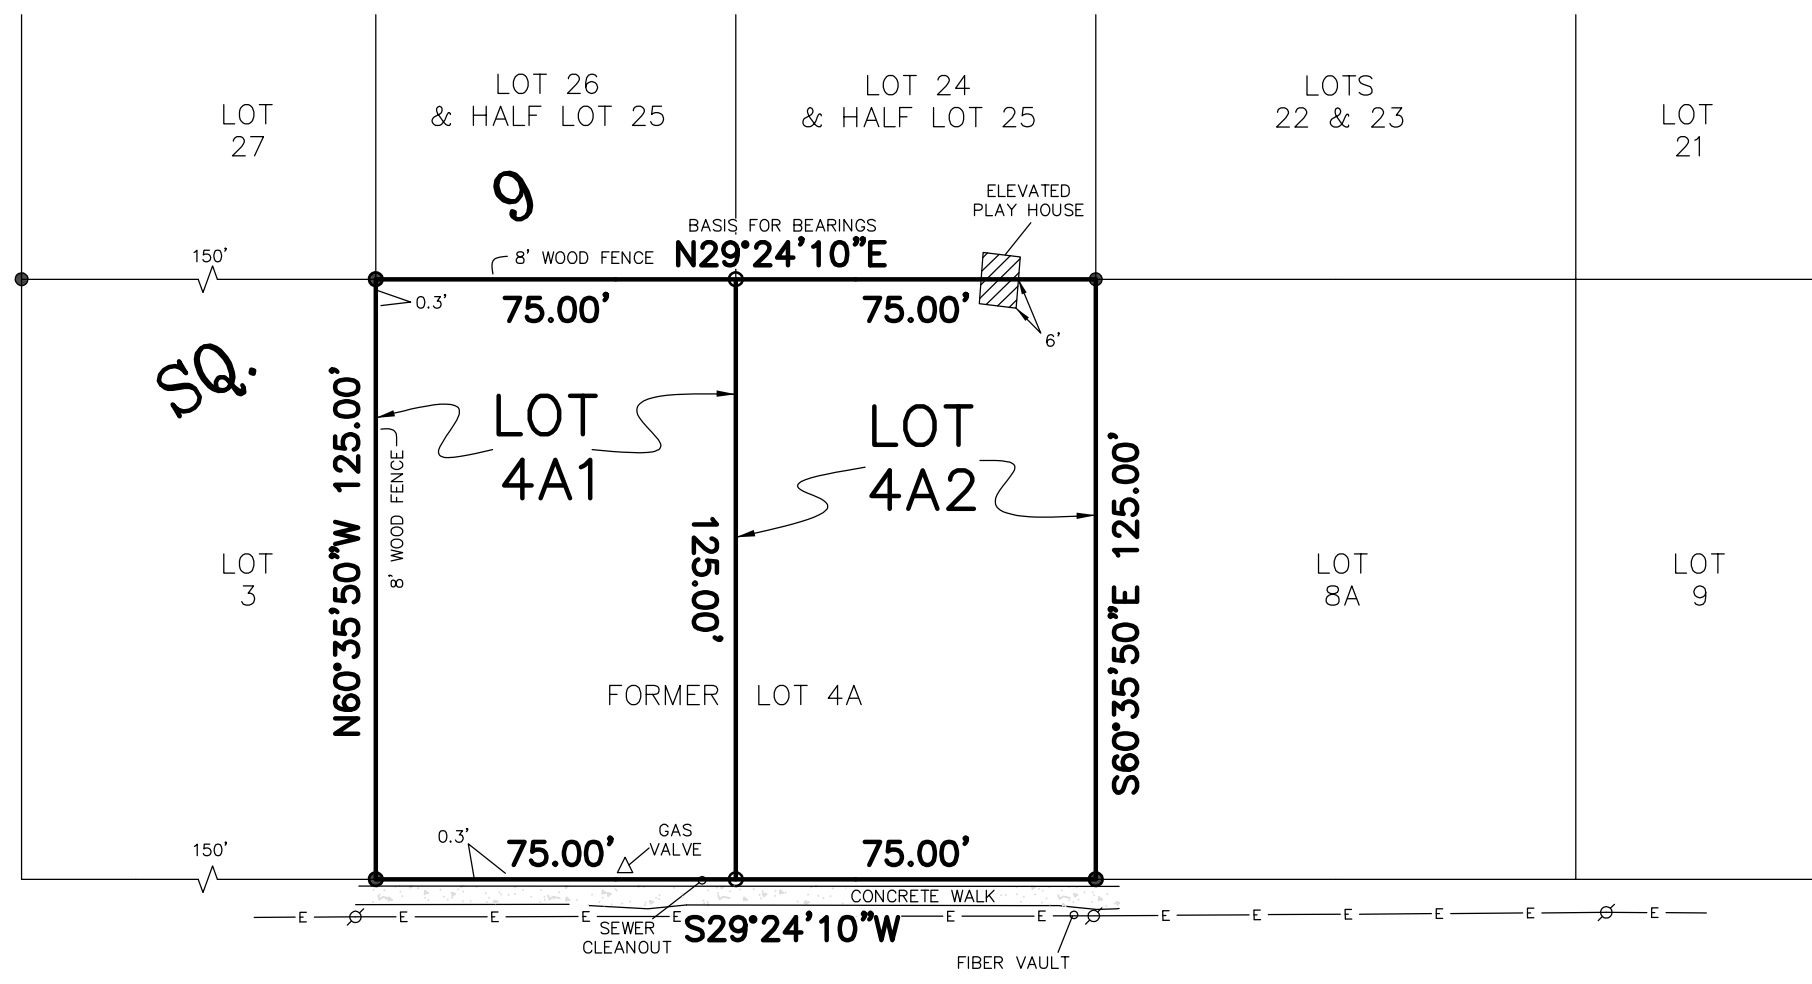 LOT
27
LOT 26
& HALF LOT 25
LOT 24
& HALF LOT 25
LOTS
22 & 23
LOT
21
9
ELEVATED
PLAY HOUSE
BASIS FOR BEARINGS
N29°24'10"E
150'
8' WOOD FENCE
0.3'
75.00'
75.00'
6'
SQ.
N60°35'50"W 125.00'
8' WOOD FENCE
LOT
4A1
125.00'
LOT
4A2
S60°35'50"E 125.00'
LOT
3
LOT
8A
LOT
9
FORMER LOT 4A
150'
0.3'
75.00'
GAS
VALVE
75.00'
CONCRETE WALK
E E E E E E E E E E E E E
SEWER
CLEANOUT
S29°24'10"W
FIBER VAULT